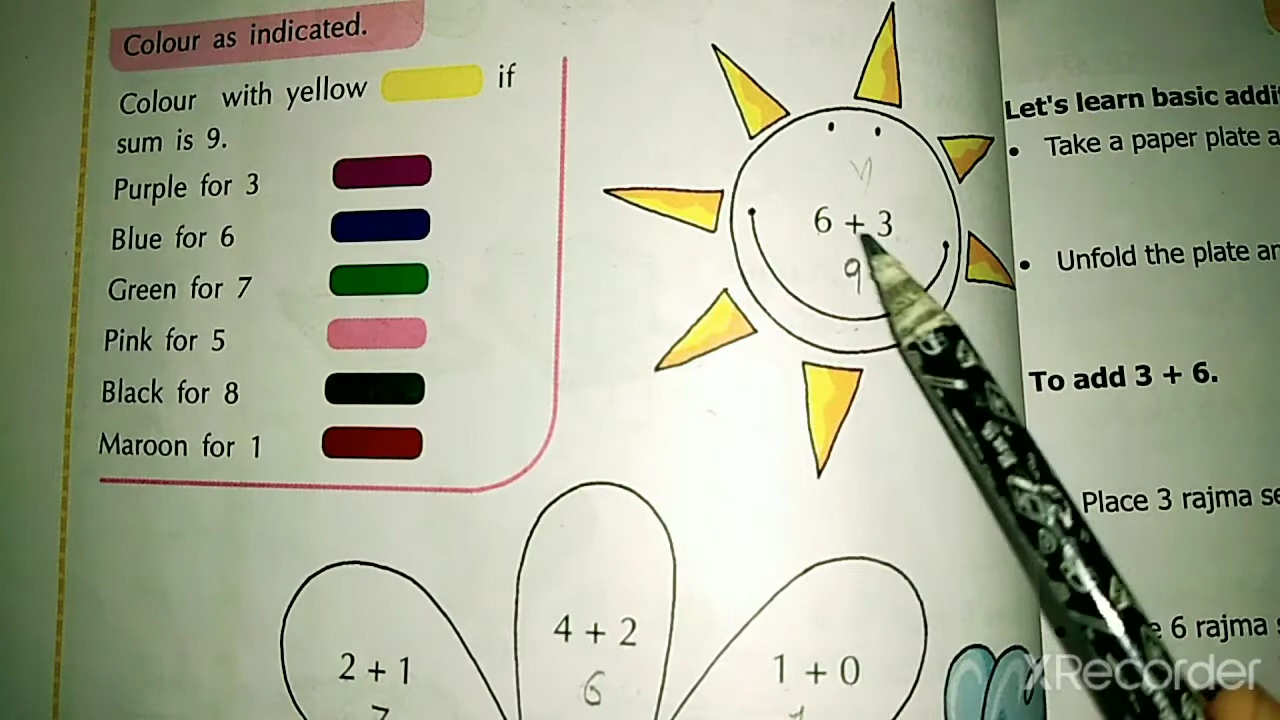 Colour as indicated.
Colour with yellow if
sum is 9.
Purple for 3
Blue for 6
Green for 7
Pink for 5
Black for 8
Maroon for 1
6 + 3
9
4 + 2
6
2 + 1
1 + 0
Let's learn basic addi
• Take a paper plate a
• Unfold the plate an
To add 3 + 6.
Place 3 rajma se
e 6 rajma s
XRecorder